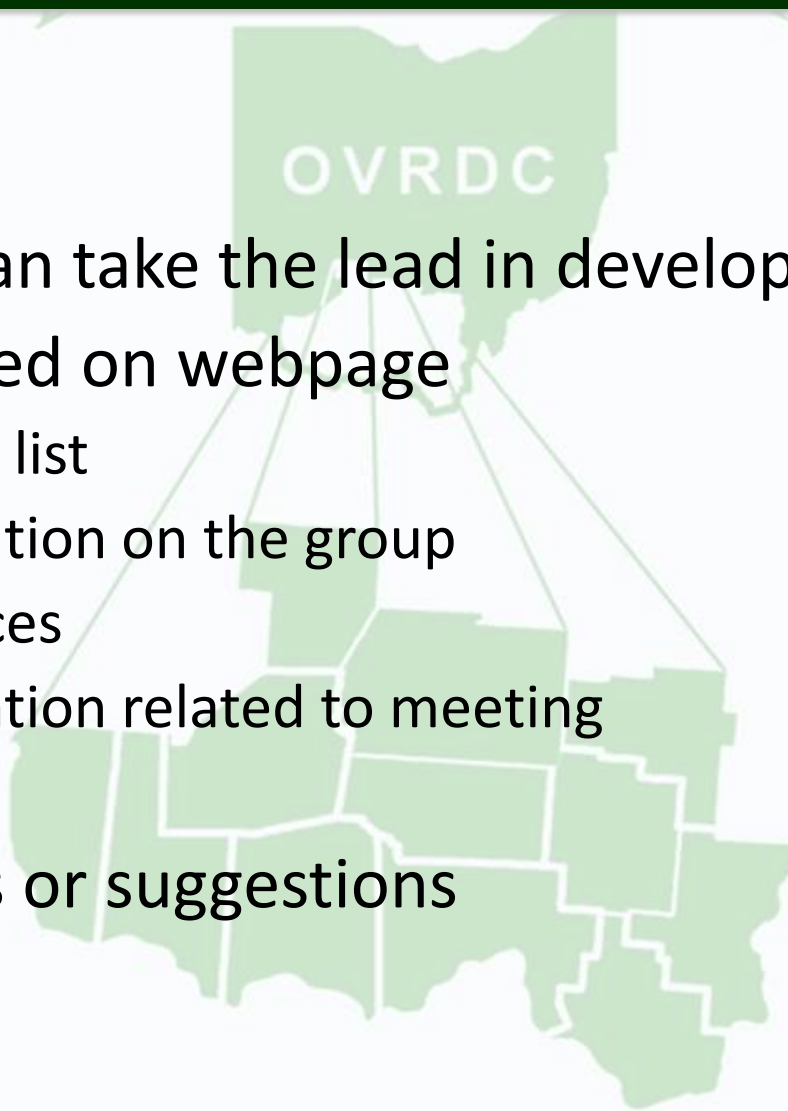 OVRDC
an take the lead in develop
ed on webpage
list
tion on the group
ces
ation related to meeting
s or suggestions